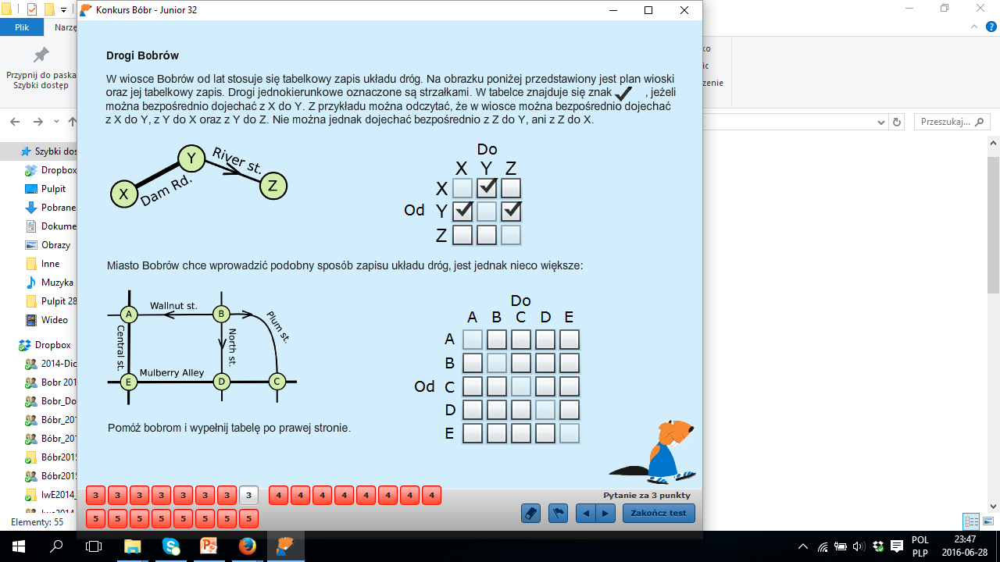 Konkurs Bóbr - Junior 32
Plik
Narzę
Przypnij do paska
Szybki dostęp
ko
ic
zenie
Przeszukaj...
Szybki dos
Dropbox
Pulpit
Pobrane
Dokume
Obrazy
Inne
Muzyka
Pulpit 28
Wideo
Dropbox
2014-Dic
Bobr 201
Bobr_Do
Bóbr_201
Bóbr_201
Bóbr2015
Bóbr2015
IwE2014_
Elementy: 55
Drogi Bobrów
W wiosce Bobrów od lat stosuje się tabelkowy zapis układu dróg. Na obrazku poniżej przedstawiony jest plan wioski
oraz jej tabelkowy zapis. Drogi jednokierunkowe oznaczone są strzałkami. W tabelce znajduje się znak ✓ , jeżeli
można bezpośrednio dojechać z X do Y. Z przykładu można odczytać, że w wiosce można bezpośrednio dojechać
z X do Y, z Y do X oraz z Y do Z. Nie można jednak dojechać bezpośrednio z Z do Y, ani z Z do X.
X
Y
Z
Dam Rd.
River st.
Do
X Y Z
X
Od Y
Z
Miasto Bobrów chce wprowadzić podobny sposób zapisu układu dróg, jest jednak nieco większe:
A
Wallnut st.
B
Plum st.
Central st.
North st.
E
Mulberry Alley
D
C
Do
A B C D E
A
B
Od C
D
E
Pomóż bobrom i wypełnij tabelę po prawej stronie.
3 3 3 3 3 3 3 3 4 4 4 4 4 4 4 4
5 5 5 5 5 5 5 5
Pytanie za 3 punkty
Zakończ test
POL
PLP
23:47
2016-06-28